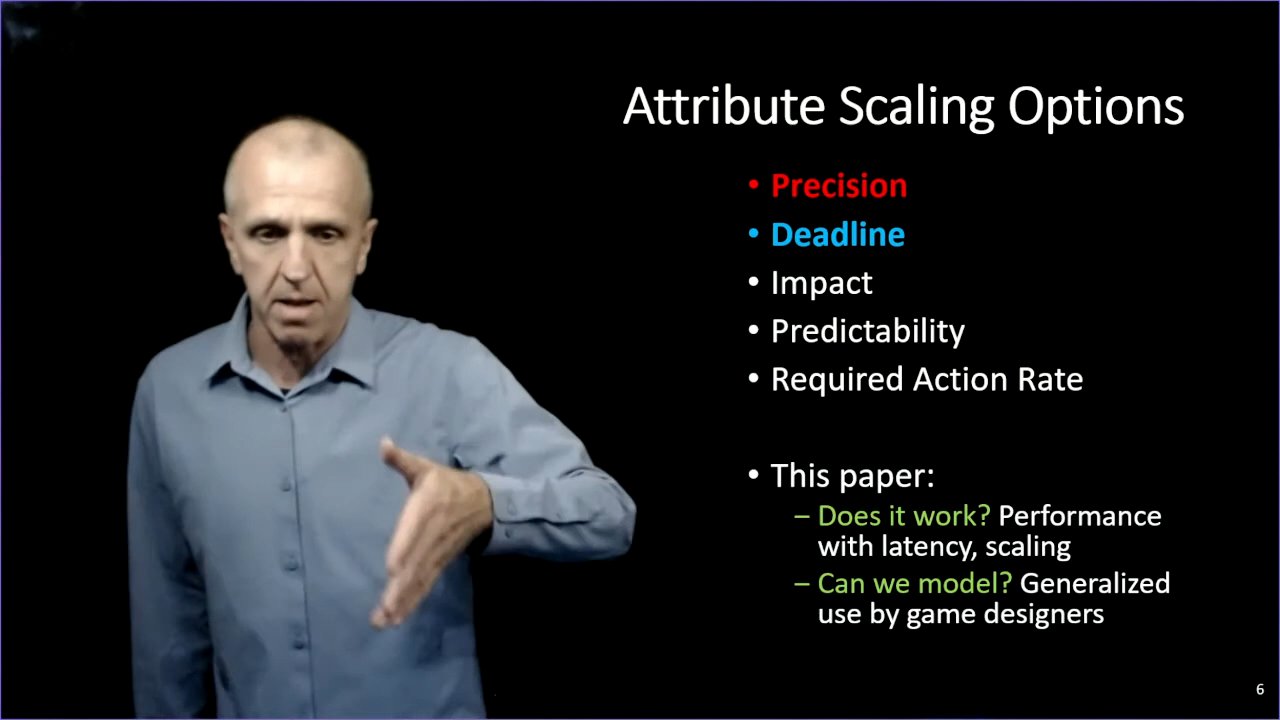 Attribute Scaling Options
• Precision
• Deadline
• Impact
• Predictability
• Required Action Rate
• This paper:
– Does it work? Performance
with latency, scaling
– Can we model? Generalized
use by game designers
6